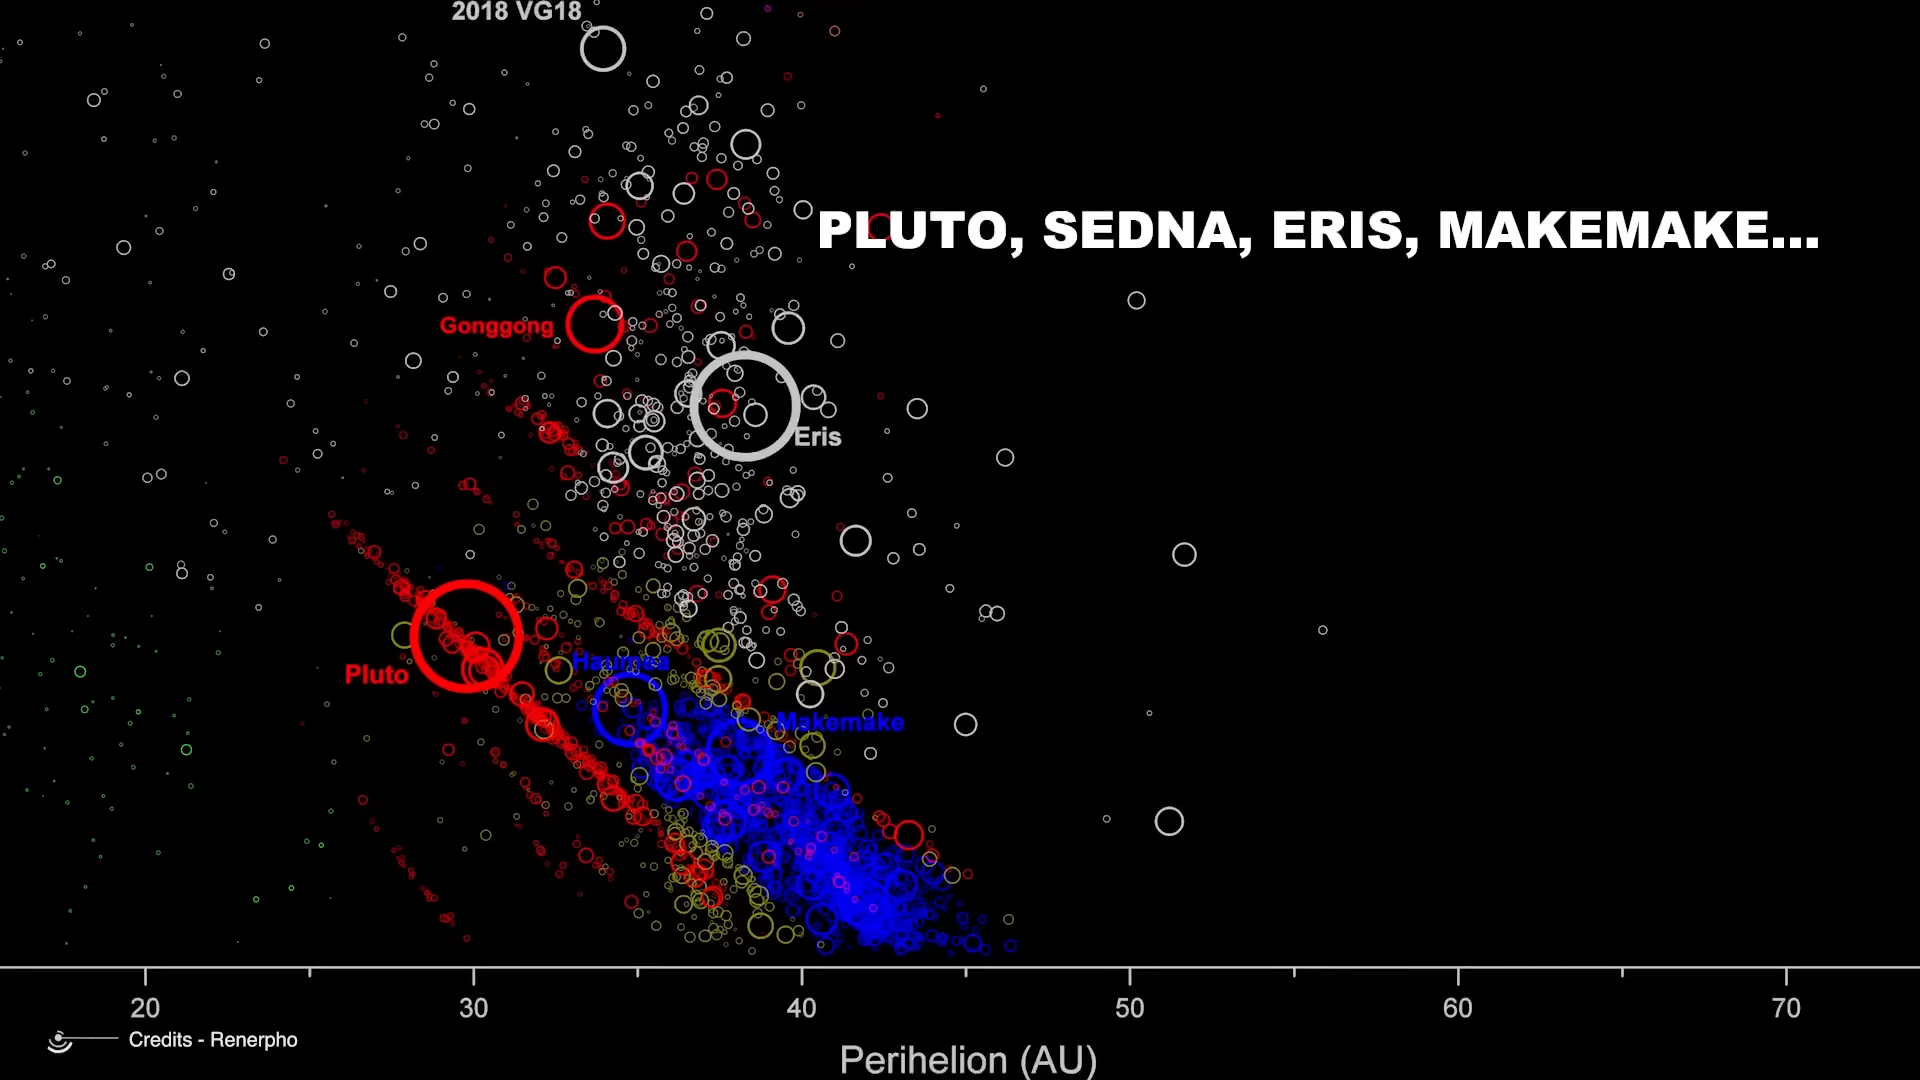 2018 VG18
PLUTO, SEDNA, ERIS, MAKEMAKE...
Gonggong
Eris
Haumea
Pluto
Makemake
20 30 40 50 60 70
Credits - Renerpho
Perihelion (AU)